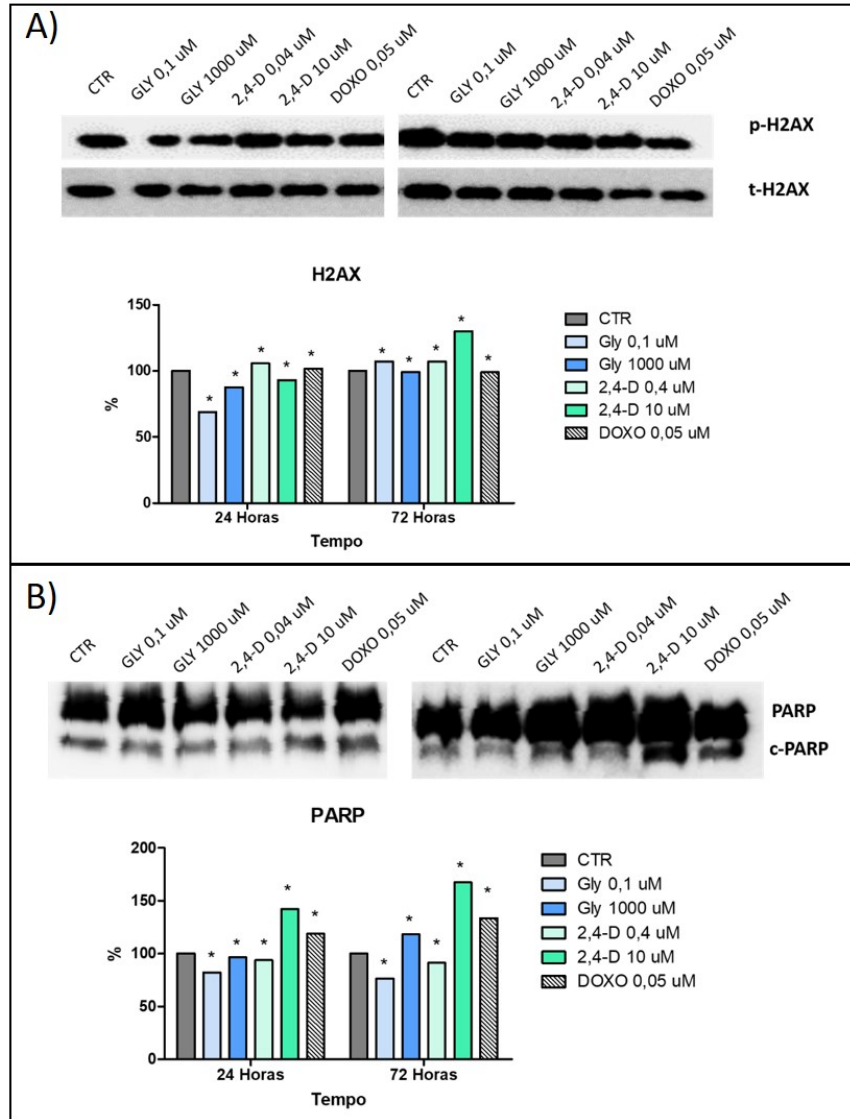 A)
CTR GLY 0,1 uM GLY 1000 uM 2,4-D 0,04 uM 2,4-D 10 uM DOXO 0,05 uM CTR GLY 0,1 uM GLY 1000 uM 2,4-D 0,04 uM 2,4-D 10 uM DOXO 0,05 uM
p-H2AX
t-H2AX
H2AX
150
100
50
0
%
* * * * * * * * * *
24 Horas 72 Horas
Tempo
CTR
Gly 0,1 uM
Gly 1000 uM
2,4-D 0,4 uM
2,4-D 10 uM
DOXO 0,05 uM
B)
CTR GLY 0,1 uM GLY 1000 uM 2,4-D 0,04 uM 2,4-D 10 uM DOXO 0,05 uM CTR GLY 0,1 uM GLY 1000 uM 2,4-D 0,04 uM 2,4-D 10 uM DOXO 0,05 uM
PARP
c-PARP
PARP
200
150
100
50
0
%
* * * * * * * * * *
24 Horas 72 Horas
Tempo
CTR
Gly 0,1 uM
Gly 1000 uM
2,4-D 0,4 uM
2,4-D 10 uM
DOXO 0,05 uM